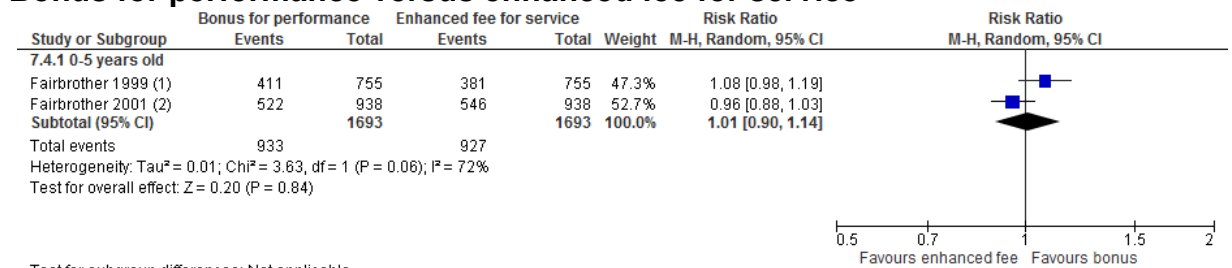 Bonus for performance versus enhanced fee for service
Bonus for performance Enhanced fee for service Risk Ratio Risk Ratio
Study or Subgroup Events Total Events Total Weight M-H, Random, 95% CI M-H, Random, 95% CI
7.4.1 0-5 years old
Fairbrother 1999 (1) 411 755 381 755 47.3% 1.08 [0.98, 1.19]
Fairbrother 2001 (2) 522 938 546 938 52.7% 0.96 [0.88, 1.03]
Subtotal (95% CI) 1693 1693 100.0% 1.01 [0.90, 1.14]
Total events 933 927
Heterogeneity: Tau² = 0.01; Chi² = 3.63, df = 1 (P = 0.06); I² = 72%
Test for overall effect: Z = 0.20 (P = 0.84)
0.5 0.7 1 1.5 2
Favours enhanced fee Favours bonus
Test for subgroup differences: Not applicable